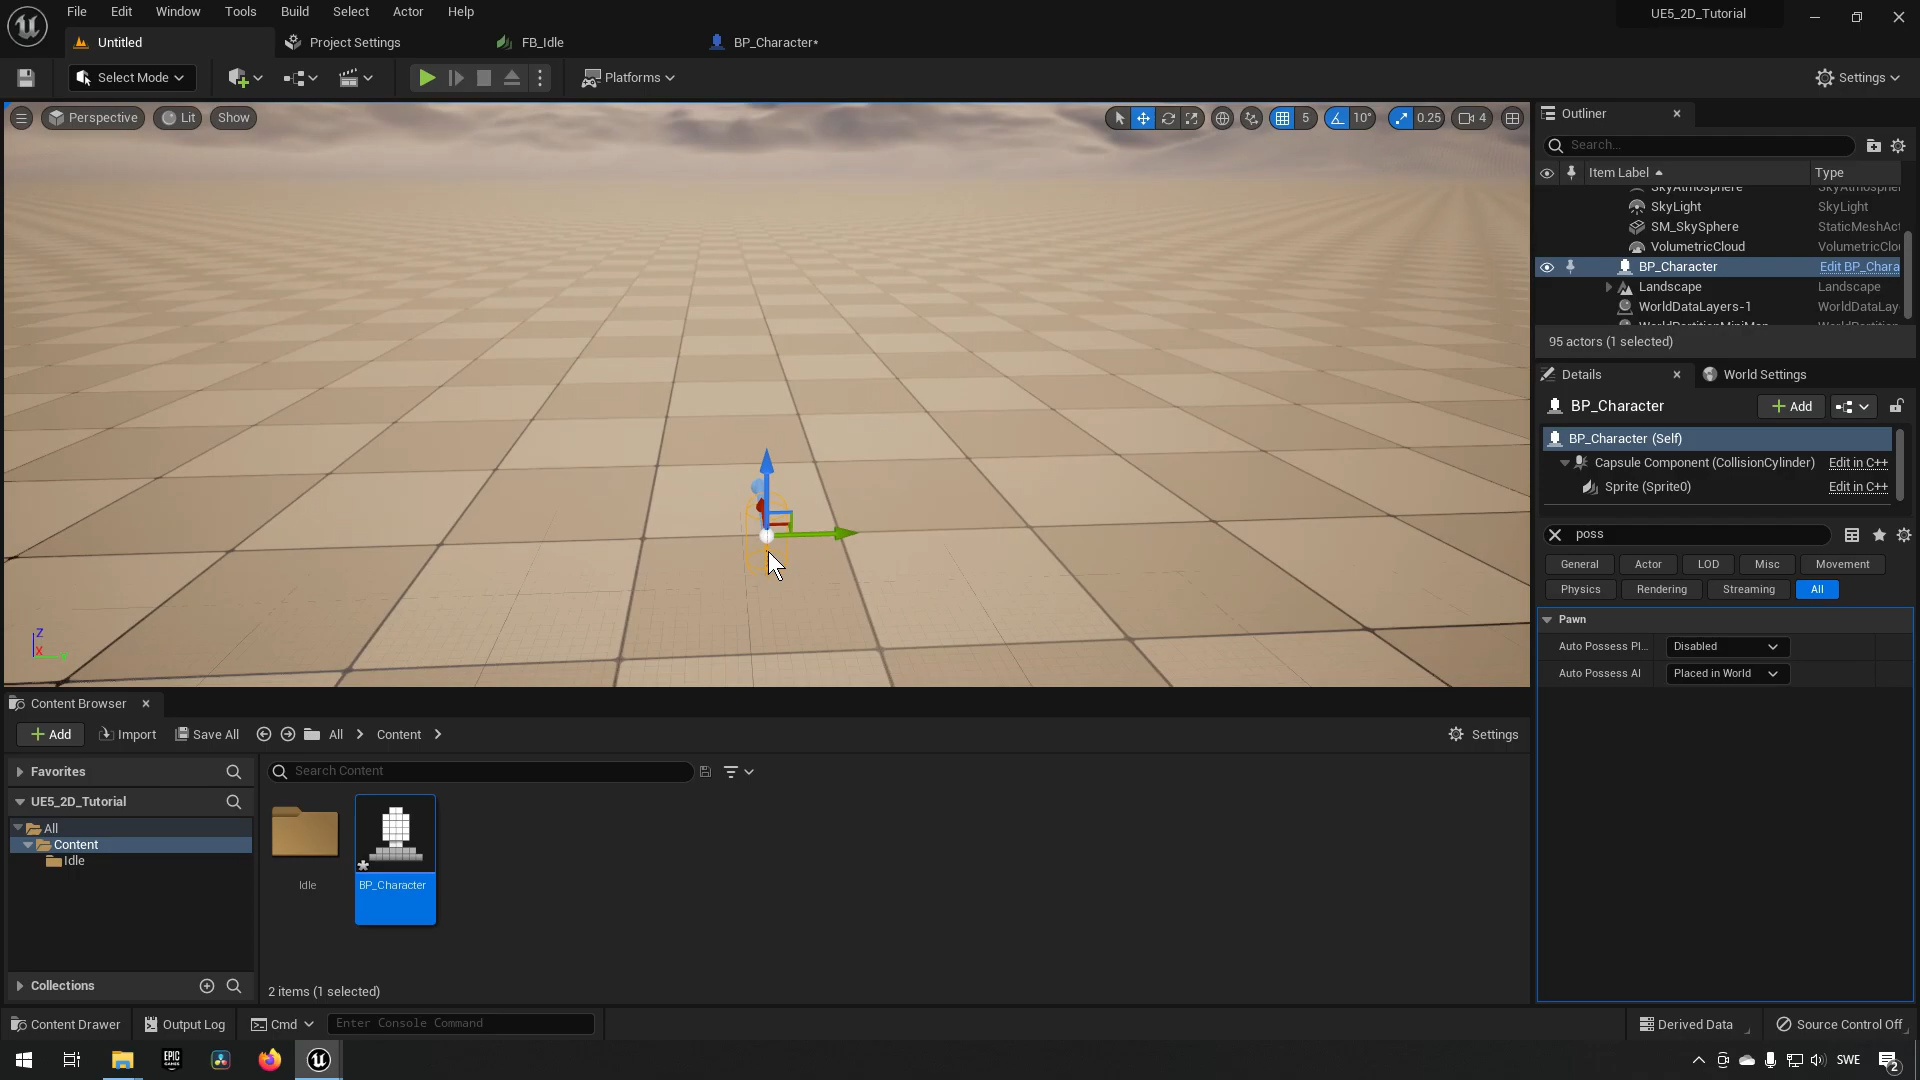 File Edit Window Tools Build Select Actor Help
UE5_2D_Tutorial
Untitled
Project Settings
FB_Idle
BP_Character*
Select Mode
Platforms
Settings
Perspective
Lit
Show
5
10°
0.25
4
Z
X
Outliner
Search...
Item Label
Type
SkyAtmosphere
SkyLight SkyLight
SM_SkySphere StaticMeshAct
VolumetricCloud
BP_Character Edit BP_Chara
Landscape Landscape
WorldDataLayers-1 WorldDataLay
95 actors (1 selected)
Details
World Settings
BP_Character
Add
BP_Character (Self)
Capsule Component (CollisionCylinder) Edit in C++
Sprite (Sprite0) Edit in C++
poss
General Actor LOD Misc Movement
Physics Rendering Streaming All
Pawn
Auto Possess Pl... Disabled
Auto Possess AI Placed in World
Content Browser
Add Import Save All All Content Settings
Favorites
Search Content
UE5_2D_Tutorial
All
Content
Idle
Idle
BP_Character
Collections
2 items (1 selected)
Content Drawer Output Log Cmd Enter Console Command Derived Data Source Control Off
EPIC GAMES
SWE
2